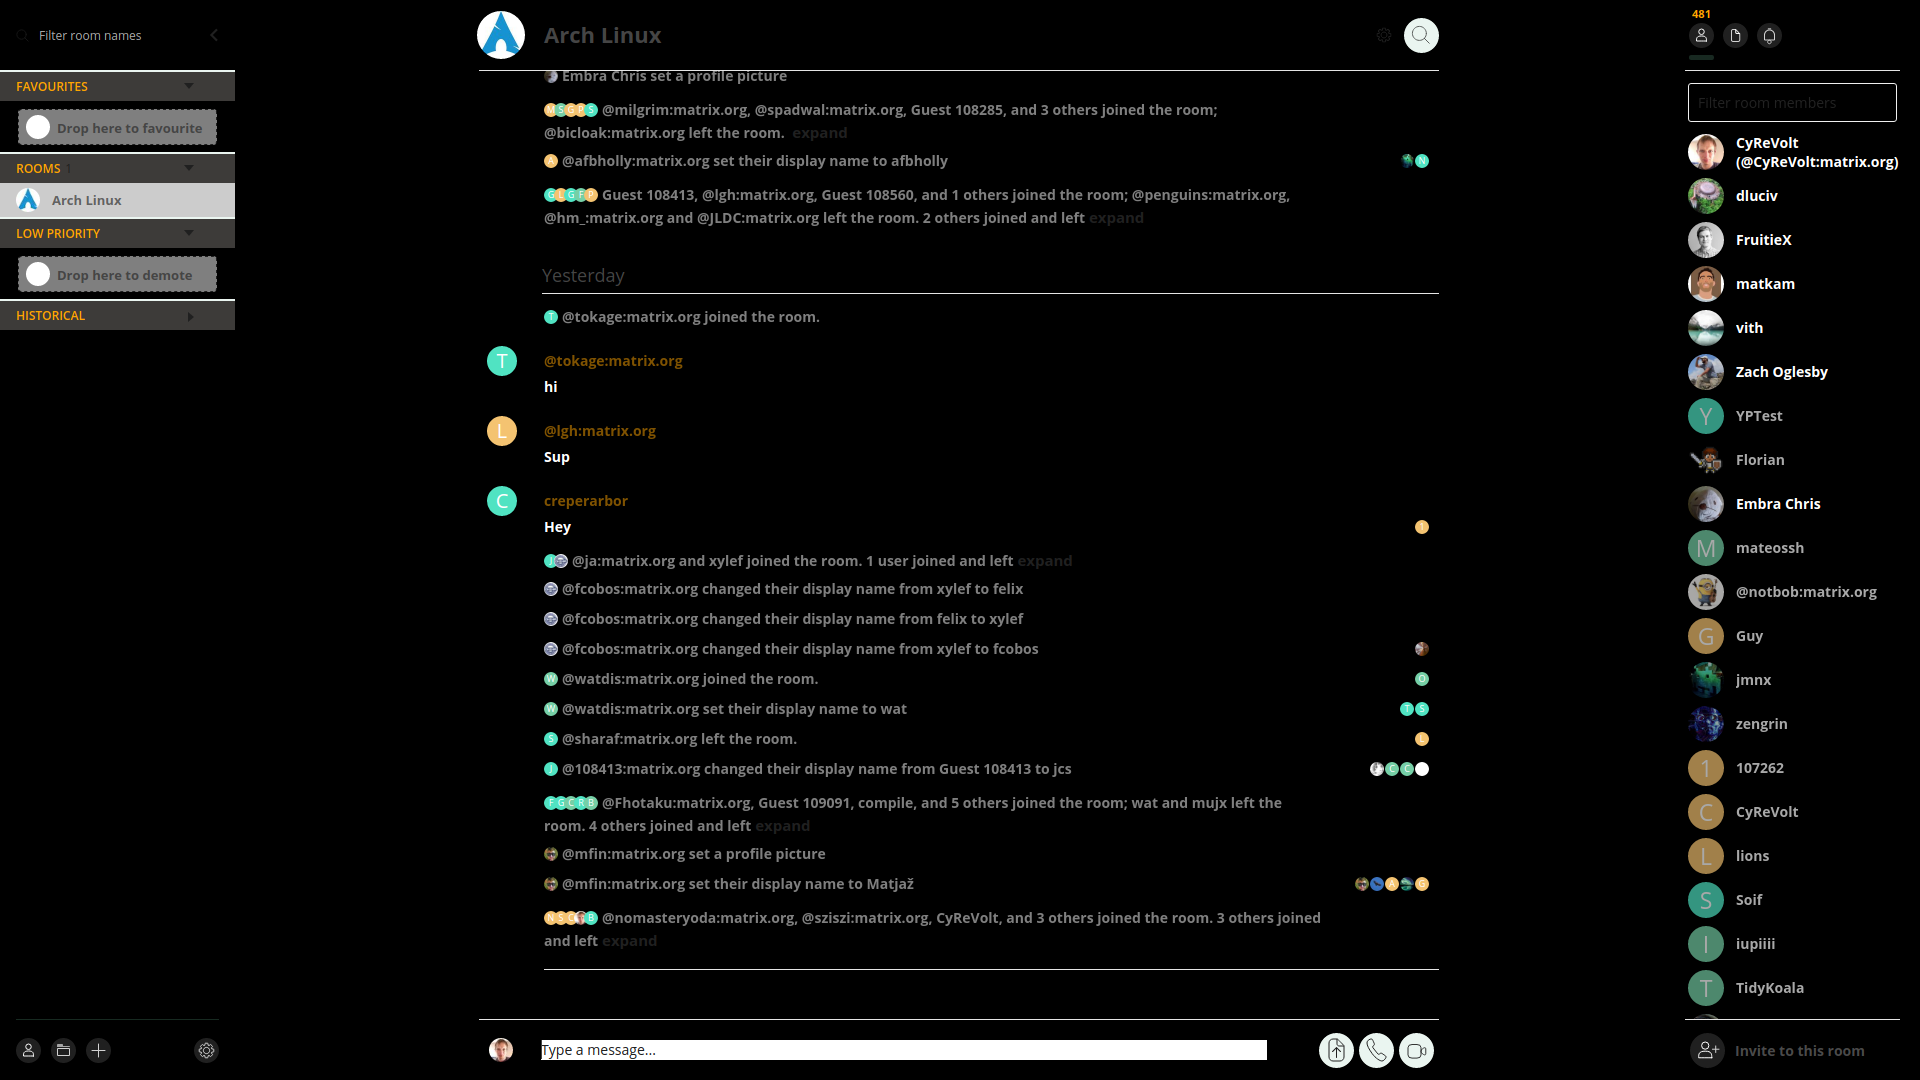 Filter room names
FAVOURITES
Drop here to favourite
ROOMS 1
Arch Linux
LOW PRIORITY
Drop here to demote
HISTORICAL
Arch Linux
Embra Chris set a profile picture
@milgrim:matrix.org, @spadwal:matrix.org, Guest 108285, and 3 others joined the room;
@bicloak:matrix.org left the room. expand
A @afbholly:matrix.org set their display name to afbholly
N
Guest 108413, @lgh:matrix.org, Guest 108560, and 1 others joined the room; @penguins:matrix.org,
@hm_:matrix.org and @JLDC:matrix.org left the room. 2 others joined and left expand
Yesterday
T @tokage:matrix.org joined the room.
T @tokage:matrix.org
hi
L @lgh:matrix.org
Sup
C creperarbor
Hey
1
@ja:matrix.org and xylef joined the room. 1 user joined and left expand
@fcobos:matrix.org changed their display name from xylef to felix
@fcobos:matrix.org changed their display name from felix to xylef
@fcobos:matrix.org changed their display name from xylef to fcobos
W @watdis:matrix.org joined the room.
O
W @watdis:matrix.org set their display name to wat
T S
S @sharaf:matrix.org left the room.
L
J @108413:matrix.org changed their display name from Guest 108413 to jcs
C C
F G C R B @Fhotaku:matrix.org, Guest 109091, compile, and 5 others joined the room; wat and mujx left the
room. 4 others joined and left expand
@mfin:matrix.org set a profile picture
@mfin:matrix.org set their display name to Matjaž
A G
@nomasteryoda:matrix.org, @sziszi:matrix.org, CyReVolt, and 3 others joined the room. 3 others joined
and left expand
Type a message...
481
Filter room members
CyReVolt
(@CyReVolt:matrix.org)
dluciv
FruitieX
matkam
vith
Zach Oglesby
Y YPTest
Florian
Embra Chris
M mateossh
@notbob:matrix.org
G Guy
jmnx
zengrin
1 107262
C CyReVolt
L lions
S Soif
I iupiiii
T TidyKoala
Invite to this room